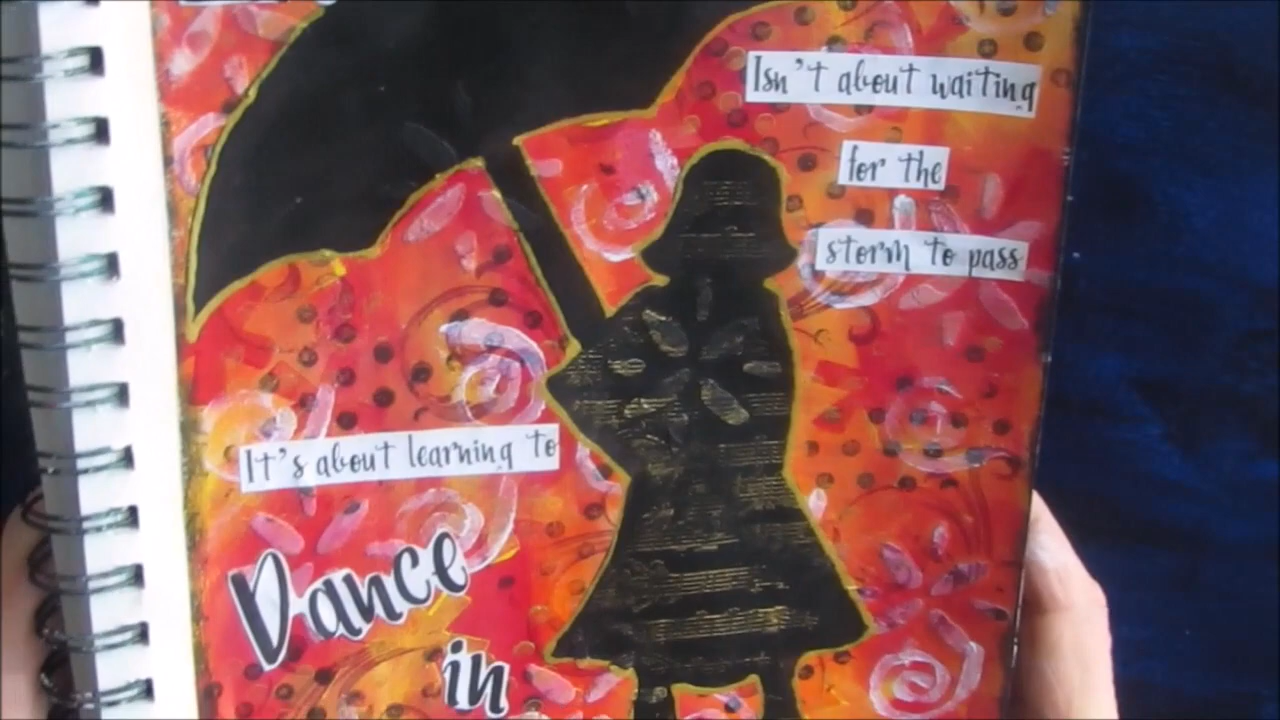 Isn't about waiting
for the
storm to pass
It's about learning to
Dance
in